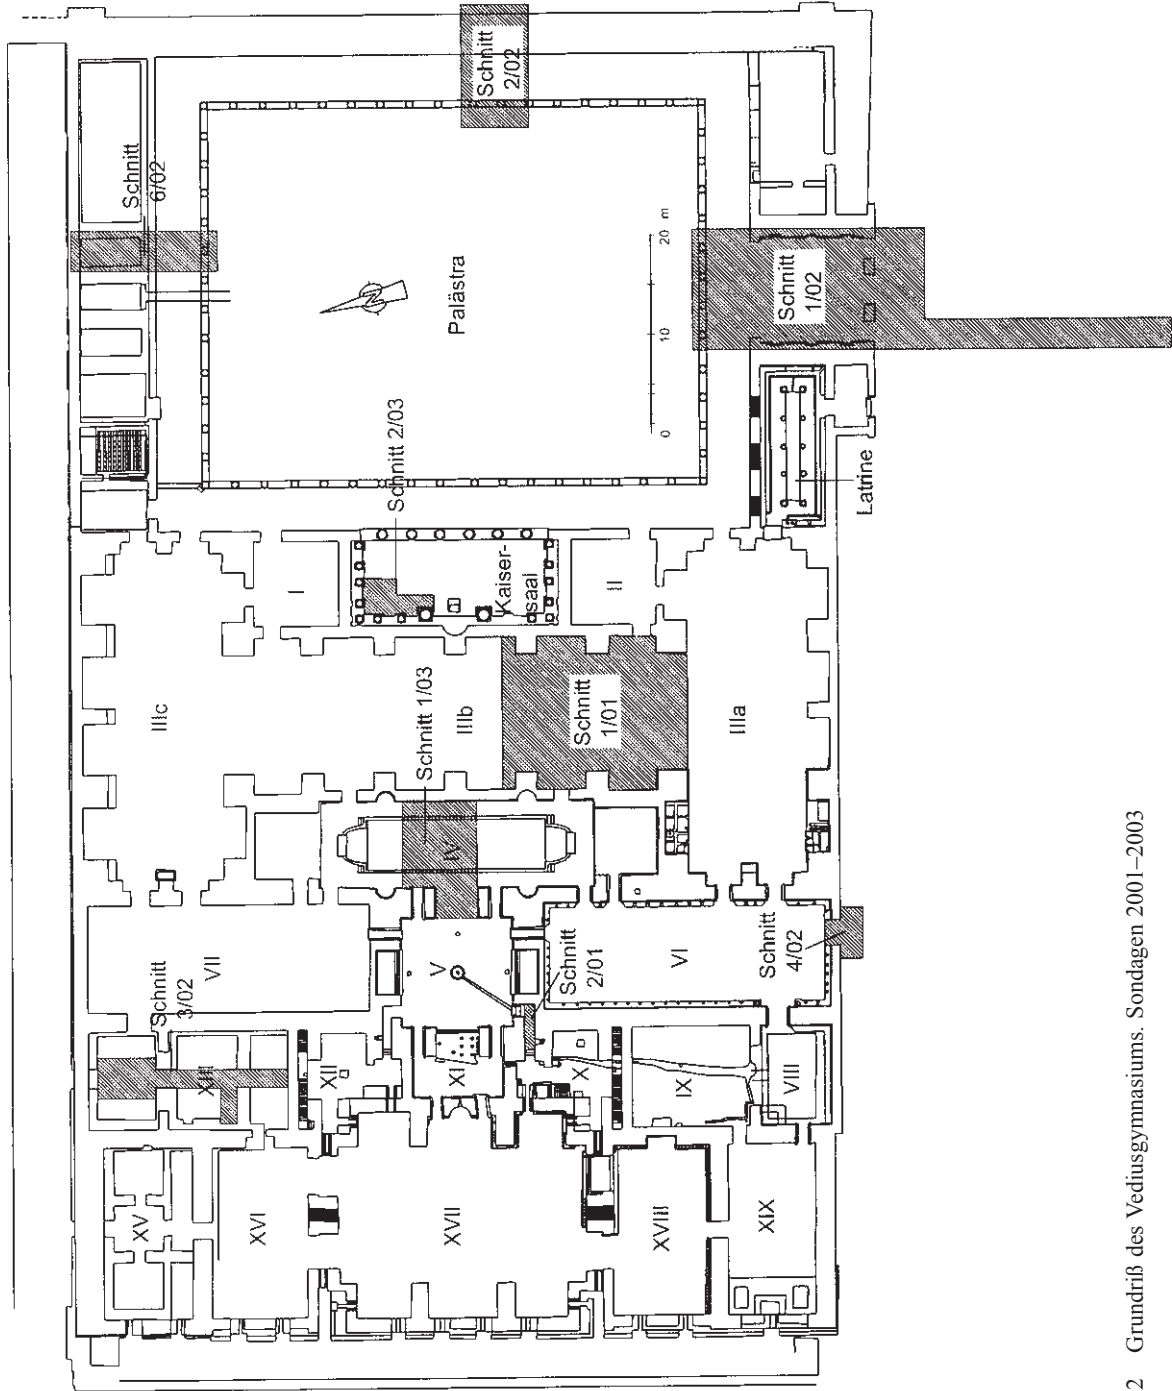 Schnitt
2/02
Schnitt
6/02
Palästra
0 10 20 m
Schnitt
1/02
Schnitt 2/03
Latrine
I
Kaiser-
saal
II
IIIc
IIIb
Schnitt
1/01
IIIa
Schnitt 1/03
IV
VII
V
VI
Schnitt
2/01
Schnitt
4/02
Schnitt
3/02
XIII
XII
XI
X
IX
VIII
XV
XVI
XVII
XVIII
XIX
2 Grundriß des Vediusgymnasiums. Sondagen 2001–2003